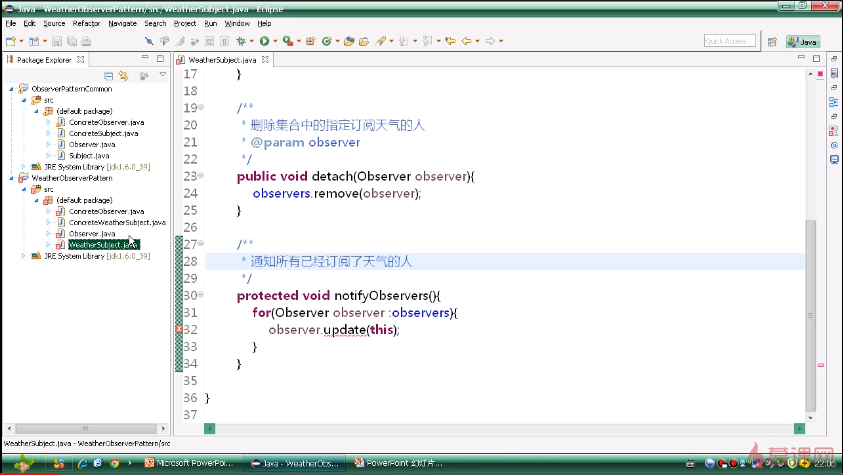 Java - WeatherObserverPattern/src/WeatherSubject.java - Eclipse
File Edit Source Refactor Navigate Search Project Run Window Help
Quick Access
Java
Package Explorer
WeatherSubject.java
ObserverPatternCommon
src
(default package)
ConcreteObserver.java
ConcreteSubject.java
Observer.java
Subject.java
JRE System Library [jdk1.6.0_39]
WeatherObserverPattern
src
(default package)
ConcreteObserver.java
ConcreteWeatherSubject.java
Observer.java
WeatherSubject.java
JRE System Library [jdk1.6.0_39]
17 }
18
19 /**
20 * 删除集合中的指定订阅天气的人
21 * @param observer
22 */
23 public void detach(Observer observer){
24 observers.remove(observer);
25 }
26
27 /**
28 * 通知所有已经订阅了天气的人
29 */
30 protected void notifyObservers(){
31 for(Observer observer :observers){
32 observer.update(this);
33 }
34 }
35
36 }
37
WeatherSubject.java - WeatherObserverPattern/src
Microsoft PowerPoi...
Java - WeatherObs...
PowerPoint 幻灯片...
慕课网
22:06